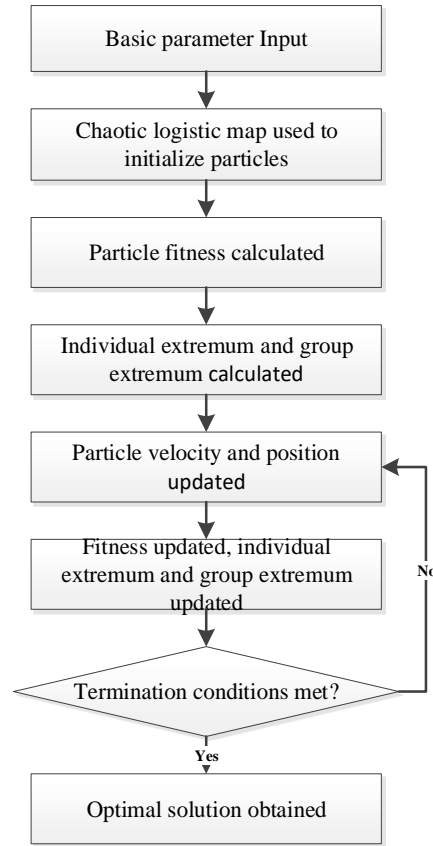 Basic parameter Input
Chaotic logistic map used to
initialize particles
Particle fitness calculated
Individual extremum and group
extremum calculated
Particle velocity and position
updated
Fitness updated, individual
extremum and group extremum
updated
No
Termination conditions met?
Yes
Optimal solution obtained